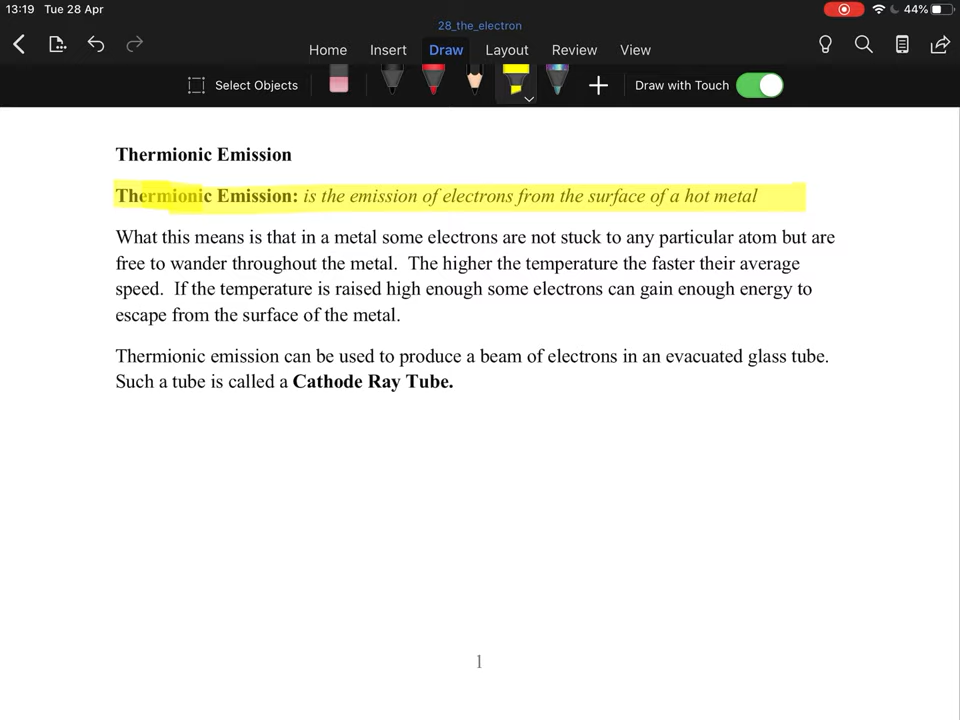 13:19 Tue 28 Apr 44%
28_the_electron
Home Insert Draw Layout Review View
Select Objects Draw with Touch
Thermionic Emission
Thermionic Emission: is the emission of electrons from the surface of a hot metal
What this means is that in a metal some electrons are not stuck to any particular atom but are
free to wander throughout the metal. The higher the temperature the faster their average
speed. If the temperature is raised high enough some electrons can gain enough energy to
escape from the surface of the metal.
Thermionic emission can be used to produce a beam of electrons in an evacuated glass tube.
Such a tube is called a Cathode Ray Tube.
1